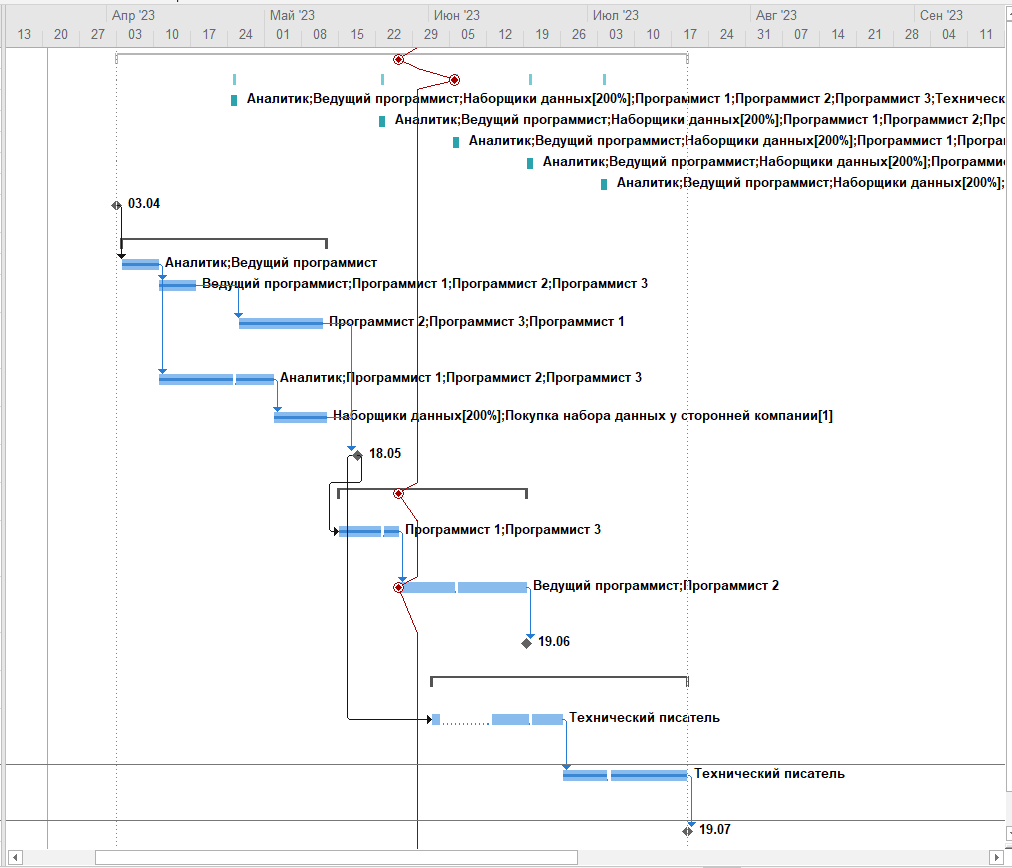 Апр '23 Май '23 Июн '23 Июл '23 Авг '23 Сен '23
13 20 27 03 10 17 24 01 08 15 22 29 05 12 19 26 03 10 17 24 31 07 14 21 28 04 11
Аналитик;Ведущий программист;Наборщики данных[200%];Программист 1;Программист 2;Программист 3;Техническ
Аналитик;Ведущий программист;Наборщики данных[200%];Программист 1;Программист 2;Прс
Аналитик;Ведущий программист;Наборщики данных[200%];Программист 1;Програ
Аналитик;Ведущий программист;Наборщики данных[200%];Программи
Аналитик;Ведущий программист;Наборщики данных[200%];
03.04
Аналитик;Ведущий программист
Ведущий программист;Программист 1;Программист 2;Программист 3
Программист 2;Программист 3;Программист 1
Аналитик;Программист 1;Программист 2;Программист 3
Наборщики данных[200%];Покупка набора данных у сторонней компании[1]
18.05
Программист 1;Программист 3
Ведущий программист;Программист 2
19.06
Технический писатель
Технический писатель
19.07